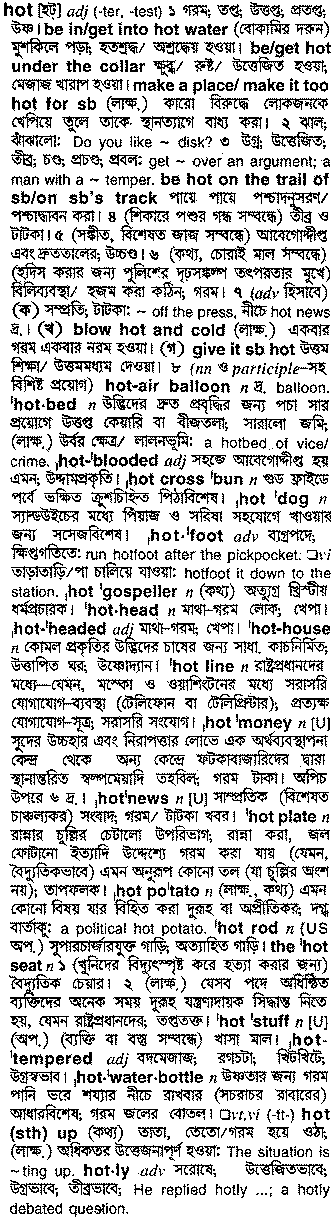 hot [হট্] adj (-ter, -test) ১ গরম; তপ্ত; উত্তপ্ত; প্রতপ্ত;
উষ্ণ। be in/get into hot water (বোকামির দরুন)
মুশকিলে পড়া; হতশ্রদ্ধ/ অশ্রদ্ধেয় হওয়া। be/get hot
under the collar ক্ষুব্ধ/ রুষ্ট/ উত্তেজিত হওয়া;
মেজাজ খারাপ হওয়া। make a place/ make it too
hot for sb (লাক্ষ.) কারো বিরুদ্ধে লোকজনকে
খেপিয়ে তুলে তাকে স্থানত্যাগে বাধ্য করা। ২ ঝাল;
ঝাঁঝালো: Do you like ~ disk? ৩ উগ্র; উত্তেজিত;
তীব্র; চণ্ড; প্রচণ্ড; প্রবল: get ~ over an argument; a
man with a ~ temper. be hot on the trail of
sb/on sb's track পায়ে পায়ে পশ্চাদনুসরণ/
পশ্চাদ্ধাবন করা। ৪ (শিকারে পশুর গন্ধ সম্বন্ধে) তীব্র ও
টাটকা। ৫ (সঙ্গীত, বিশেষত জাজ সম্বন্ধে) আবেগোদ্দীপ্ত
এবং দ্রুততালের; উচ্চণ্ড। ৬ (কথ্য, চোরাই মাল সম্বন্ধে)
(হদিস করার জন্য পুলিশের দৃঢ়সঙ্কল্প তৎপরতার মুখে)
বিলিব্যবস্থা/ হজম করা কঠিন; গরম। ৭ (adv হিসাবে)
(ক) সম্প্রতি; টাটকা: ~ off the press, নীচে hot news
দ্র.। (খ) blow hot and cold (লাক্ষ.) একবার
গরম একবার নরম হওয়া। (গ) give it sb hot উত্তম
শিক্ষা/ উত্তমমধ্যম দেওয়া। ৮ (nn ও participle-সহ
বিশিষ্ট প্রয়োগ) hot-air balloon n দ্র. balloon.
ˈhot-bed n উদ্ভিদের দ্রুত প্রবৃদ্ধির জন্য পচা সার
প্রয়োগে উত্তপ্ত কেয়ারি বা বীজতলা; সারালো জমি;
(লাক্ষ.) উর্বর ক্ষেত্র/ লালনভূমি: a hotbed of vice/
crime. ˌhot-ˈblooded adj সহজে আবেগোদ্দীপ্ত হয়
এমন; উদ্দামপ্রকৃতি। ˌhot cross ˈbun n গুড ফ্রাইডে
পর্বে ভক্ষিত ক্রুশচিহ্নিত পিঠাবিশেষ। ˌhot ˈdog n
স্যান্ডউইচের মধ্যে পিঁয়াজ ও সরিষা সহযোগে খাওয়ার
জন্য সসেজবিশেষ। ˌhot-ˈfoot adv ব্যগ্রপদে;
ক্ষিপ্রগতিতে: run hotfoot after the pickpocket. □vi
তাড়াতাড়ি/পা চালিয়ে যাওয়া: hotfoot it down to the
station. ˌhot ˈgospeller n (কথ্য) অত্যুগ্র খ্রিস্টীয়
ধর্মপ্রচারক। ˈhot-head n মাথা-গরম লোক; খেপা।
ˌhot-ˈheaded adj মাথা-গরম; খেপা। ˈhot-house
n কোমল প্রকৃতির উদ্ভিদের চাষের জন্য সাধা. কাচনির্মিত;
উত্তাপিত ঘর; উষ্ণোদ্যান। ˈhot line n রাষ্ট্রপ্রধানদের
মধ্যে—যেমন, মস্কো ও ওয়াশিংটনের মধ্যে সরাসরি
যোগাযোগ-ব্যবস্থা (টেলিফোন বা টেলিপ্রিন্টার); প্রত্যক্ষ
যোগাযোগ-সূত্র; সরাসরি সংযোগ। ˌhot ˈmoney n [U]
সুদের উচ্চহার এবং নিরাপত্তার লোভে এক অর্থব্যবস্থাপনা
কেন্দ্র থেকে অন্য কেন্দ্রে ফটকাবাজারিদের দ্বারা
স্থানান্তরিত স্বল্পমেয়াদি তহবিল; গরম টাকা। অপিচ
উপরে ৬ দ্র.। ˌhotˈnews n [U] সাম্প্রতিক (বিশেষত
চাঞ্চল্যকর) সংবাদ; গরম/ টাটকা খবর। ˈhot plate n
রান্নার চুল্লির চেটালো উপরিভাগ; রান্না করা, জল
ফোটানো ইত্যাদি উদ্দেশ্যে গরম করা যায় (যেমন,
বৈদ্যুতিকভাবে) এমন অনুরূপ কোনো তল (যা চুল্লির অংশ
নয়); তাপফলক। ˌhot poˈtato n (লাক্ষ., কথ্য) এমন
কোনো বিষয় যার বিহিত করা দুরূহ বা অপ্রীতিকর; দগ্ধ
বার্তাকু: a political hot potato. ˈhot rod n (US
অপ.) সুপারচার্জারযুক্ত গাড়ি; অত্যাহিত গাড়ি। the ˈhot
seat n ১ (খুনিদের বিদ্যুৎস্পৃষ্ট করে হত্যা করার জন্য)
বৈদ্যুতিক চেয়ার। ২ (লাক্ষ.) যেসব পদে অধিষ্ঠিত
ব্যক্তিদের অনেক সময় দুরূহ যন্ত্রণাদায়ক সিদ্ধান্ত নিতে
হয়, যেমন রাষ্ট্রপ্রধানদের; তপ্ততক্ত। ˈhot ˈstuff n [U]
(অপ.) (ব্যক্তি বা বস্তু সম্বন্ধে) খাসা মাল। ˌhot-
ˈtempered adj বদমেজাজ; রগচটা; খিটখিটে;
উগ্রস্বভাব। ˌhot-ˈwater-bottle n উষ্ণতার জন্য গরম
পানি ভরে শয্যার নীচে রাখবার (সচরাচর রাবারের)
আধারবিশেষ; গরম জলের বোতল। □vt,vi (-tt-) hot
(sth) up (কথ্য) তাতা, তেতো/গরম হয়ে ওঠা;
(লাক্ষ.) অধিকতর উত্তেজনাপূর্ণ হওয়া: The situation is
~ting up. hot·ly adv সরোষে; উত্তেজিতভাবে;
উগ্রভাবে; তীব্রভাবে; He replied hotly ...; a hotly
debated question.